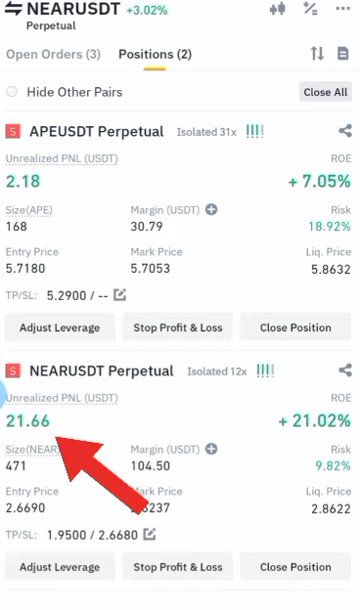 NEARUSDT +3.02%
Perpetual
Open Orders (3) Positions (2)
Hide Other Pairs Close All
S APEUSDT Perpetual Isolated 31x
Unrealized PNL (USDT) ROE
2.18 + 7.05%
Size(APE) Margin (USDT) Risk
168 30.79 18.92%
Entry Price Mark Price Liq. Price
5.7180 5.7053 5.8632
TP/SL: 5.2900 / --
Adjust Leverage Stop Profit & Loss Close Position
S NEARUSDT Perpetual Isolated 12x
Unrealized PNL (USDT) ROE
21.66 + 21.02%
Size(NEAR) Margin (USDT) Risk
471 104.50 9.82%
Entry Price Mark Price Liq. Price
2.6690 2.8622
TP/SL: 1.9500 / 2.6680
Adjust Leverage Stop Profit & Loss Close Position